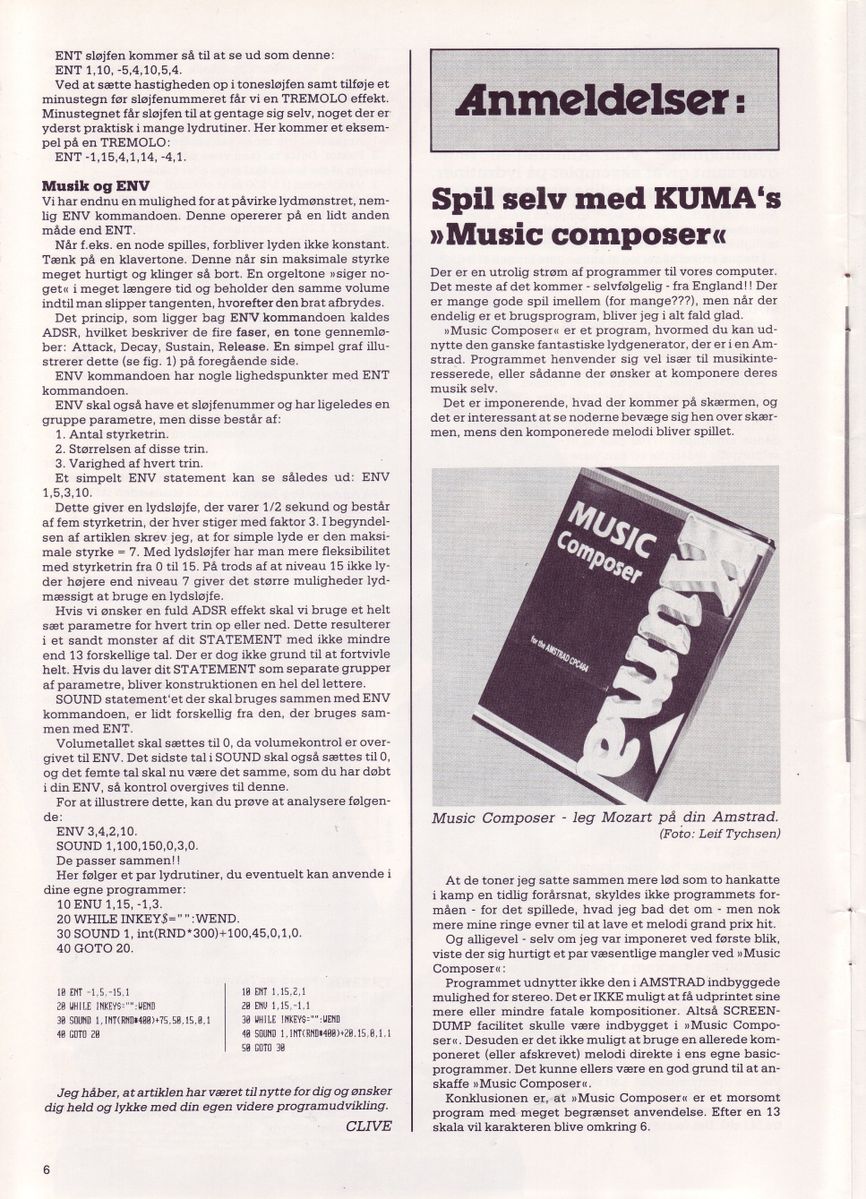 ENT sløjfen kommer så til at se ud som denne:
ENT 1,10, -5,4,10,5,4.
Ved at sætte hastigheden op i tonesløjfen samt tilføje et
minustegn før sløjfenummeret får vi en TREMOLO effekt.
Minustegnet får sløjfen til at gentage sig selv, noget der er
yderst praktisk i mange lydrutiner. Her kommer et eksem-
pel på en TREMOLO:
ENT -1,15,4,1,14, -4,1.
Musik og ENV
Vi har endnu en mulighed for at påvirke lydmønstret, nem-
lig ENV kommandoen. Denne opererer på en lidt anden
måde end ENT.
Når f.eks. en node spilles, forbliver lyden ikke konstant.
Tænk på en klavertone. Denne når sin maksimale styrke
meget hurtigt og klinger så bort. En orgeltone »siger no-
get« i meget længere tid og beholder den samme volume
indtil man slipper tangenten, hvorefter den brat afbrydes.
Det princip, som ligger bag ENV kommandoen kaldes
ADSR, hvilket beskriver de fire faser, en tone gennemlø-
ber: Attack, Decay, Sustain, Release. En simpel graf illu-
strerer dette (se fig. 1) på foregående side.
ENV kommandoen har nogle lighedspunkter med ENT
kommandoen.
ENV skal også have et sløjfenummer og har ligeledes en
gruppe parametre, men disse består af:
1. Antal styrketrin.
2. Størrelsen af disse trin.
3. Varighed af hvert trin.
Et simpelt ENV statement kan se således ud: ENV
1,5,3,10.
Dette giver en lydsløjfe, der varer 1/2 sekund og består
af fem styrketrin, der hver stiger med faktor 3. I begyndel-
sen af artiklen skrev jeg, at for simple lyde er den maksi-
male styrke = 7. Med lydsløjfer har man mere fleksibilitet
med styrketrin fra 0 til 15. På trods af at niveau 15 ikke ly-
der højere end niveau 7 giver det større muligheder lyd-
mæssigt at bruge en lydsløjfe.
Hvis vi ønsker en fuld ADSR effekt skal vi bruge et helt
sæt parametre for hvert trin op eller ned. Dette resulterer
i et sandt monster af dit STATEMENT med ikke mindre
end 13 forskellige tal. Der er dog ikke grund til at fortvivle
helt. Hvis du laver dit STATEMENT som separate grupper
af parametre, bliver konstruktionen en hel del lettere.
SOUND statement'et der skal bruges sammen med ENV
kommandoen, er lidt forskellig fra den, der bruges sam-
men med ENT.
Volumetallet skal sættes til 0, da volumekontrol er over-
givet til ENV. Det sidste tal i SOUND skal også sættes til 0,
og det femte tal skal nu være det samme, som du har døbt
i din ENV, så kontrol overgives til denne.
For at illustrere dette, kan du prøve at analysere følgen-
de:
ENV 3,4,2,10.
SOUND 1,100,150,0,3,0.
De passer sammen!!
Her følger et par lydrutiner, du eventuelt kan anvende i
dine egne programmer:
10 ENU 1,15, -1,3.
20 WHILE INKEY$="":WEND.
30 SOUND 1, int(RND*300)+100,45,0,1,0.
40 GOTO 20.
10 ENT -1,5,-15,1
20 WHILE INKEY$="":WEND
30 SOUND 1,INT(RND*400)+75,50,15,0,1
40 GOTO 20
10 ENT 1,15,2,1
20 ENV 1,15,-1,1
30 WHILE INKEY$="":WEND
40 SOUND 1,INT(RND*400)+20,15,0,1,1
50 GOTO 30
Jeg håber, at artiklen har været til nytte for dig og ønsker
dig held og lykke med din egen videre programudvikling.
CLIVE
6
Anmeldelser:
Spil selv med KUMA's
»Music composer«
Der er en utrolig strøm af programmer til vores computer.
Det meste af det kommer - selvfølgelig - fra England!! Der
er mange gode spil imellem (for mange???), men når der
endelig er et brugsprogram, bliver jeg i alt fald glad.
»Music Composer« er et program, hvormed du kan ud-
nytte den ganske fantastiske lydgenerator, der er i en Am-
strad. Programmet henvender sig vel især til musikinte-
resserede, eller sådanne der ønsker at komponere deres
musik selv.
Det er imponerende, hvad der kommer på skærmen, og
det er interessant at se noderne bevæge sig hen over skær-
men, mens den komponerede melodi bliver spillet.
MUSIC
Composer
for the AMSTRAD CPC464
Kuma
Music Composer - leg Mozart på din Amstrad.
(Foto: Leif Tychsen)
At de toner jeg satte sammen mere lød som to hankatte
i kamp en tidlig forårsnat, skyldes ikke programmets for-
måen - for det spillede, hvad jeg bad det om - men nok
mere mine ringe evner til at lave et melodi grand prix hit.
Og alligevel - selv om jeg var imponeret ved første blik,
viste der sig hurtigt et par væsentlige mangler ved »Music
Composer«:
Programmet udnytter ikke den i AMSTRAD indbyggede
mulighed for stereo. Det er IKKE muligt at få udprintet sine
mere eller mindre fatale kompositioner. Altså SCREEN-
DUMP facilitet skulle være indbygget i »Music Compo-
ser«. Desuden er det ikke muligt at bruge en allerede kom-
poneret (eller afskrevet) melodi direkte i ens egne basic-
programmer. Det kunne ellers være en god grund til at an-
skaffe »Music Composer«.
Konklusionen er, at »Music Composer« er et morsomt
program med meget begrænset anvendelse. Efter en 13
skala vil karakteren blive omkring 6.